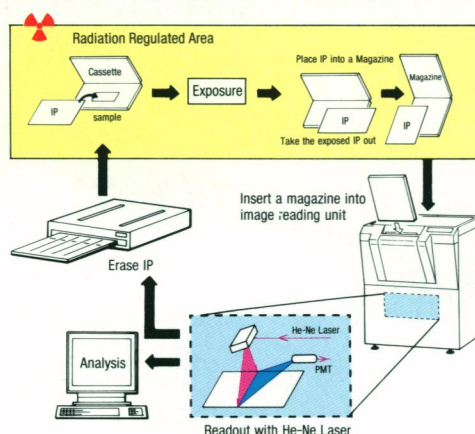 Radiation Regulated Area
Cassette
IP
sample
Exposure
Place IP into a Magazine
IP
Take the exposed IP out
Magazine
IP
Insert a magazine into
image reading unit
Erase IP
Analysis
He-Ne Laser
PMT
Readout with He-Ne Laser